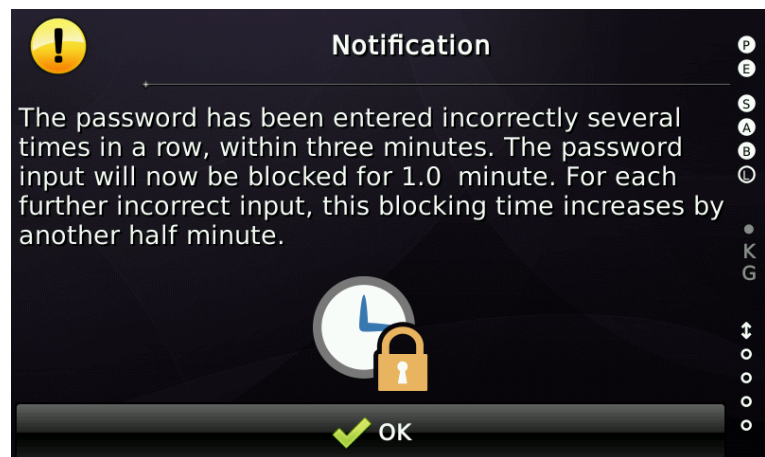 Notification
The password has been entered incorrectly several
times in a row, within three minutes. The password
input will now be blocked for 1.0  minute. For each
further incorrect input, this blocking time increases by
another half minute.
OK
P
E
S
A
B
L
K
G